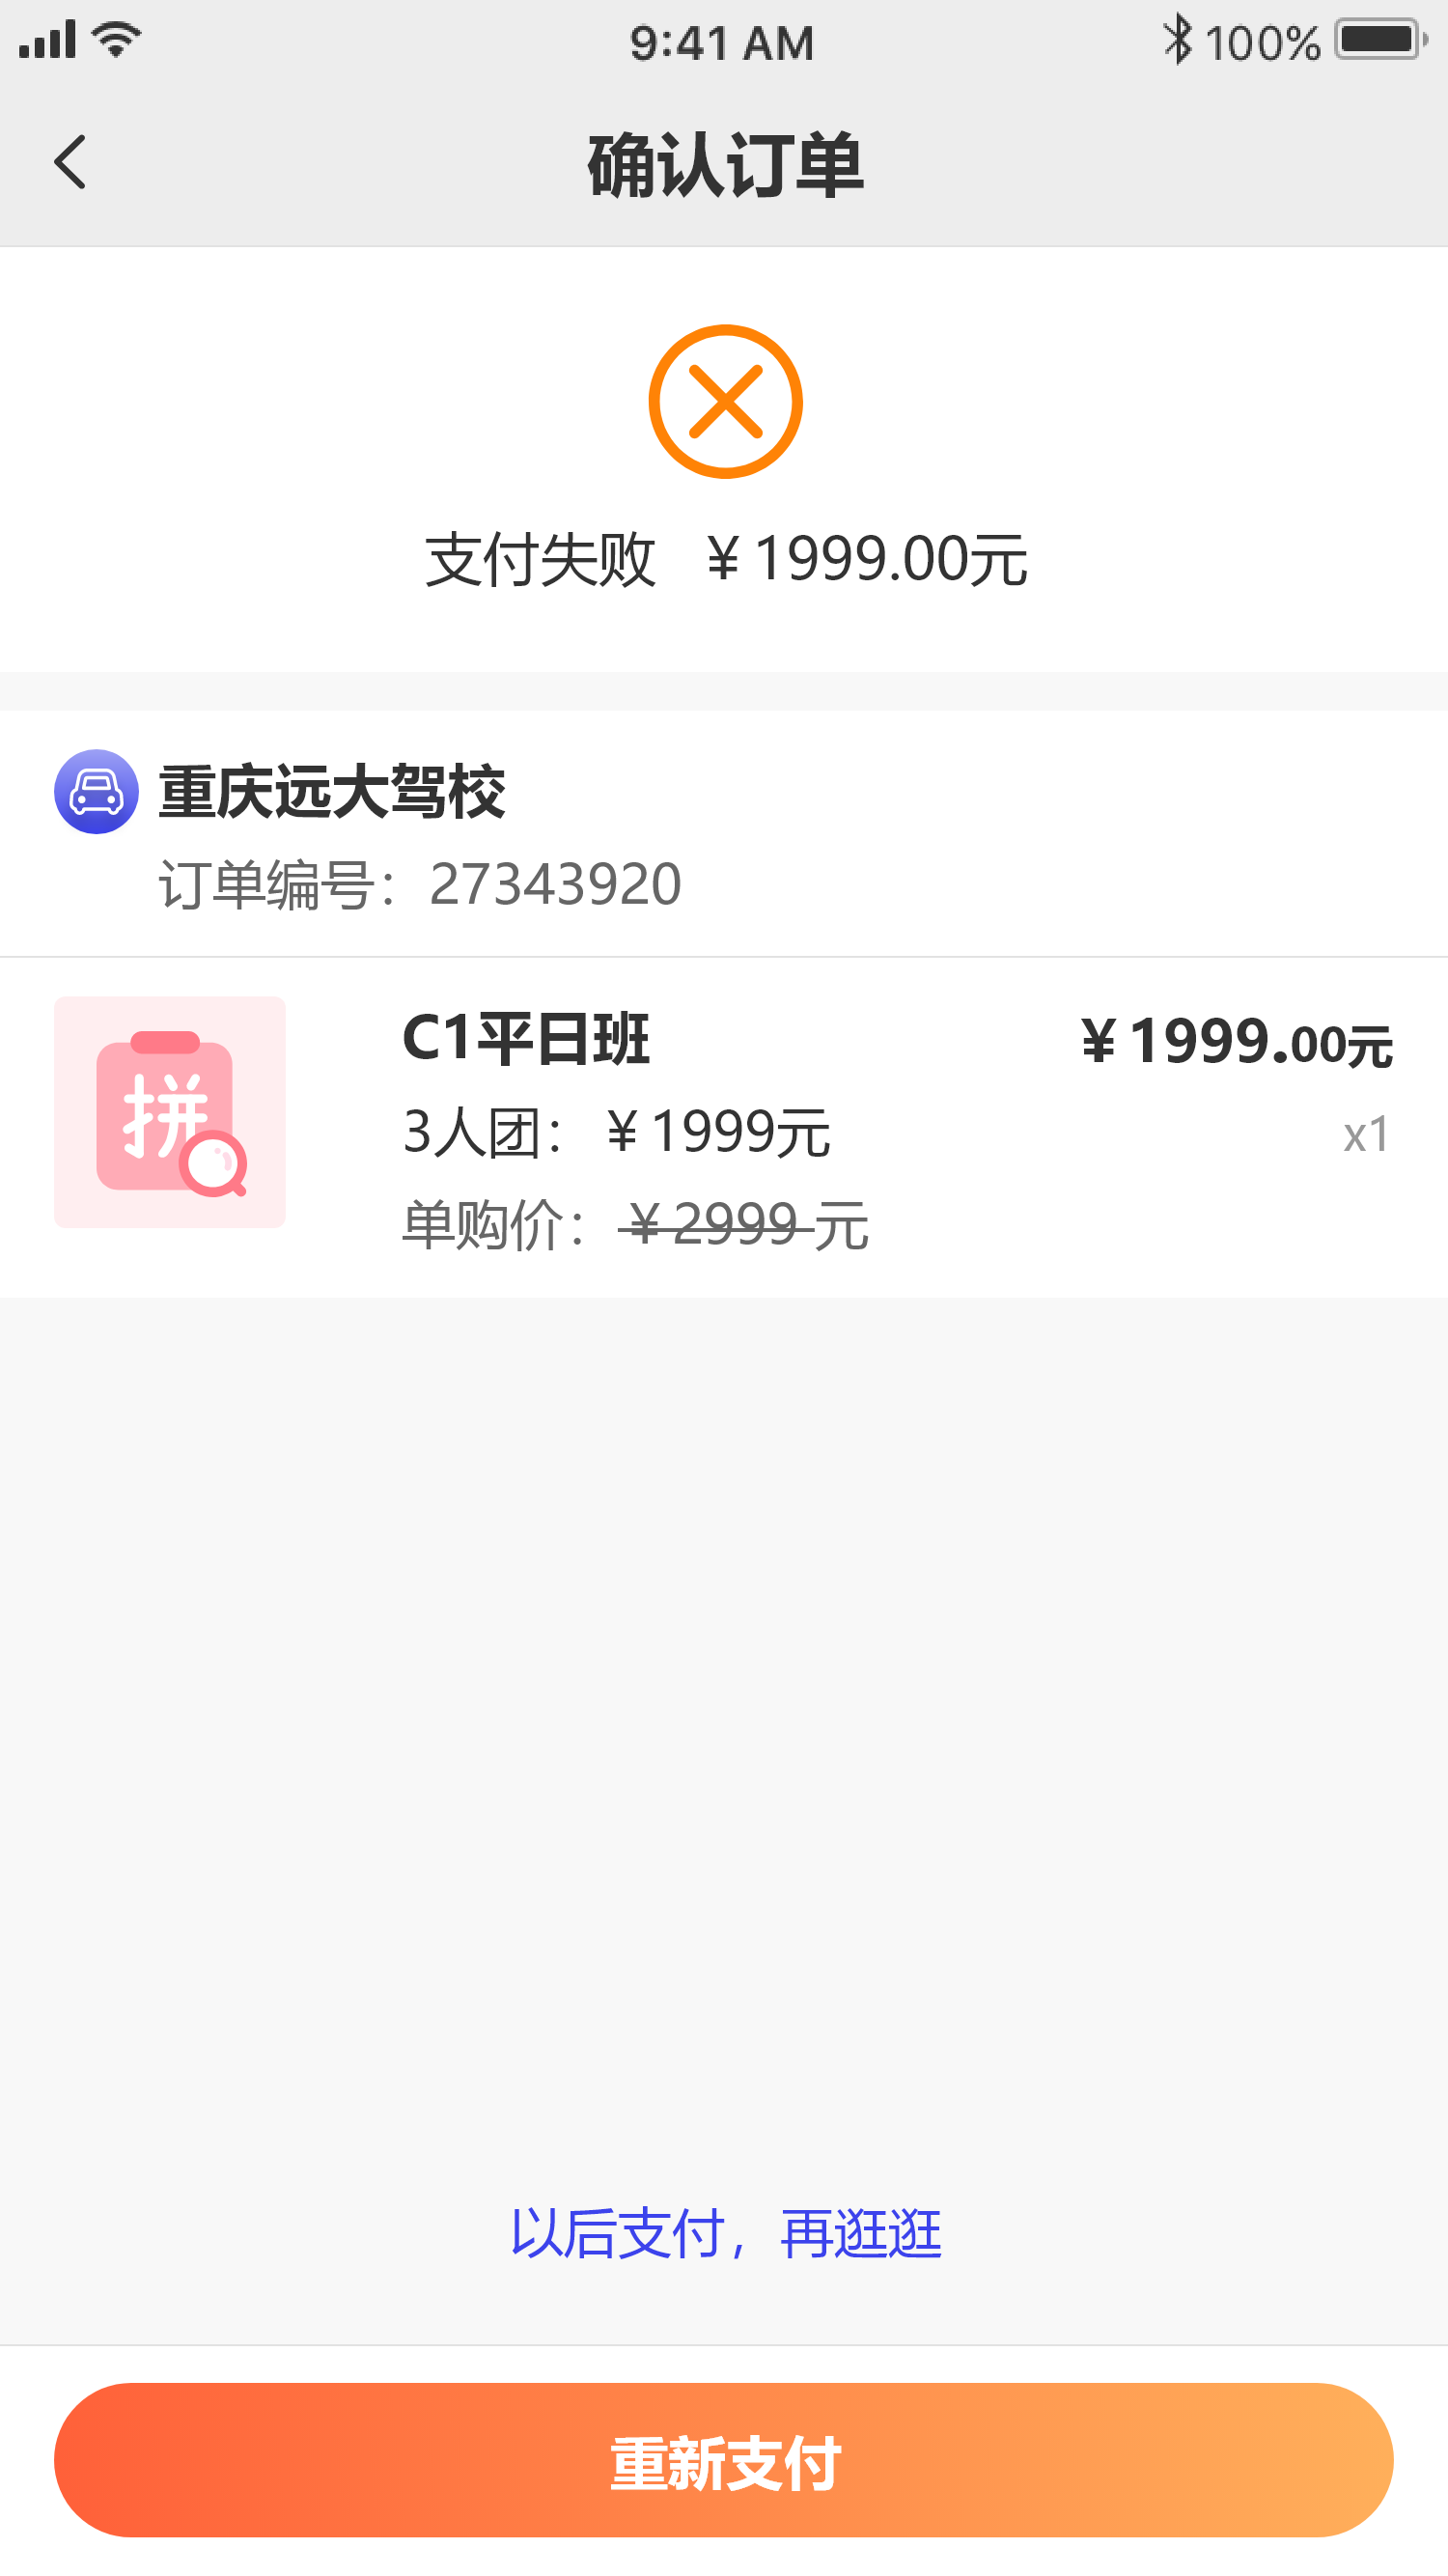 9:41 AM
100%
确认订单
支付失败 ￥1999.00元
重庆远大驾校
订单编号：27343920
拼
C1平日班
￥1999.00元
3人团：￥1999元
x1
单购价：￥2999 元
以后支付，再逛逛
重新支付